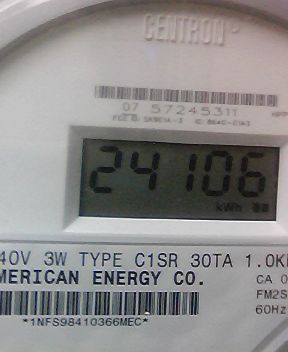 CENTRON
07 57245311
24106
kWh
40V 3W TYPE C1SR 30TA 1.0K
MERICAN ENERGY CO.
CA 0
FM2S
60Hz
*1NFS98410366MEC*